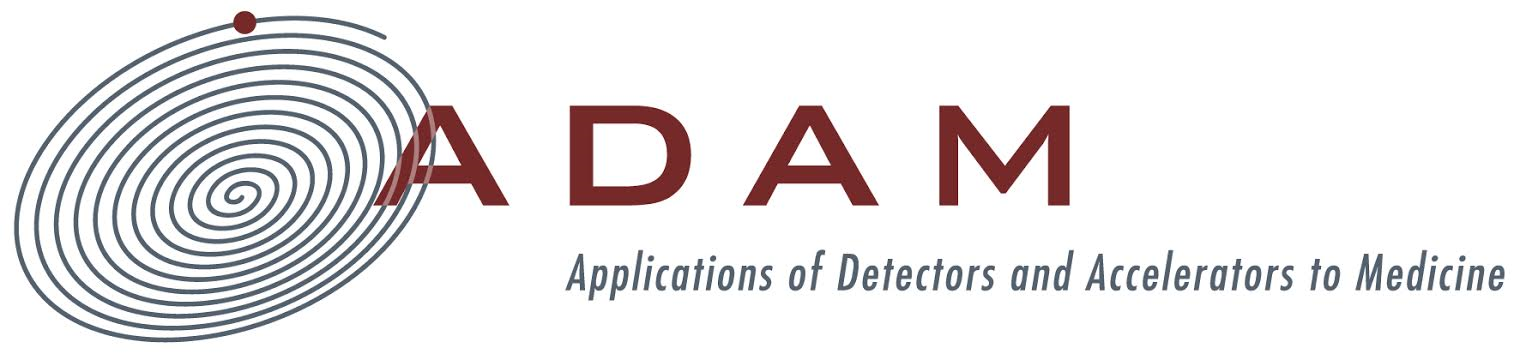 ADAM
Applications of Detectors and Accelerators to Medicine